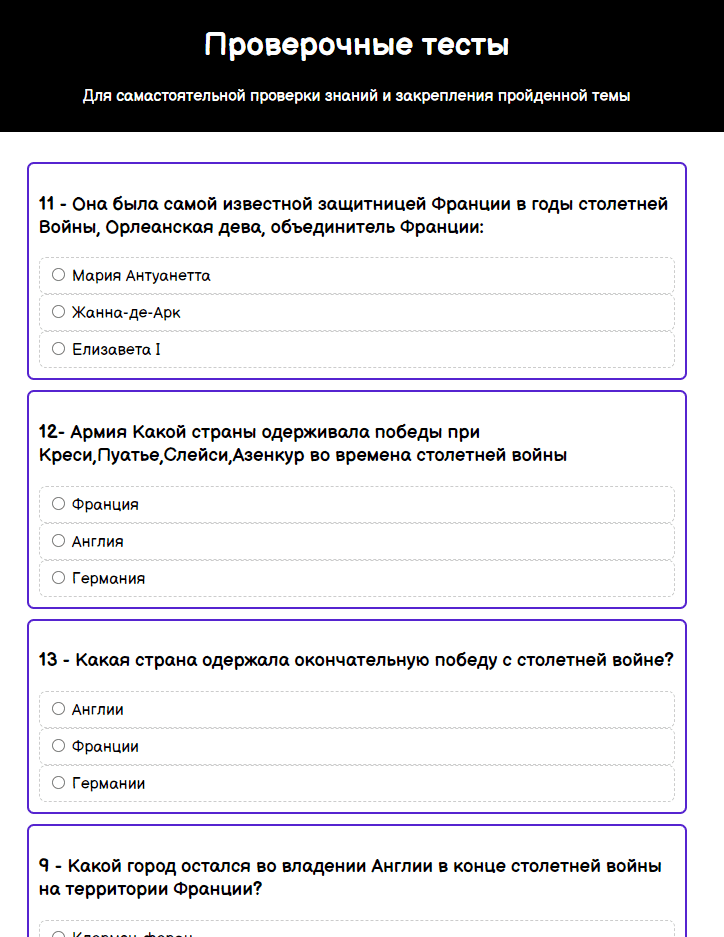 Проверочные тесты
Для самастоятельной проверки знаний и закрепления пройденной темы
11 - Она была самой известной защитницей Франции в годы столетней
Войны, Орлеанская дева, объединитель Франции:
Мария Антуанетта
Жанна-де-Арк
Елизавета I
12- Армия Какой страны одерживала победы при
Креси,Пуатье,Слейси,Азенкур во времена столетней войны
Франция
Англия
Германия
13 - Какая страна одержала окончательную победу с столетней войне?
Англии
Франции
Германии
9 - Какой город остался во владении Англии в конце столетней войны
на территории Франции?